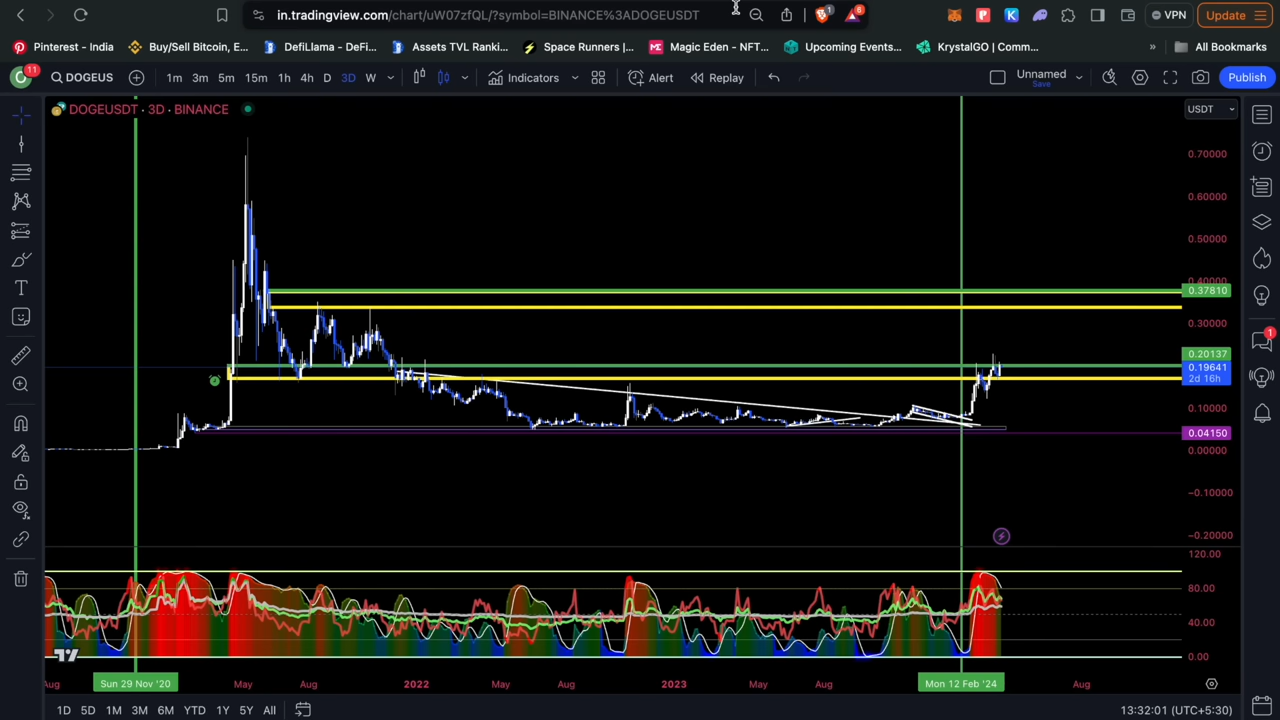 in.tradingview.com/chart/uW07zfQL/?symbol=BINANCE%3ADOGEUSDT
1
VPN
Update
Pinterest - India
Buy/Sell Bitcoin, E...
DefiLlama - DeFi...
Assets TVL Ranki...
Space Runners |...
Magic Eden - NFT...
Upcoming Events...
KrystalGO | Comm...
»
All Bookmarks
11
DOGEUS
1m 3m 5m 15m 1h 4h D 3D W
Indicators
Alert
Replay
Unnamed
Save
Publish
DOGEUSDT · 3D · BINANCE
USDT
0.70000
0.60000
0.50000
0.40000
0.37810
0.30000
0.20137
0.19641
2d 16h
0.10000
0.04150
0.00000
−0.10000
−0.20000
120.00
80.00
40.00
0.00
1
Aug
Sun 29 Nov '20
May
Aug
2022
May
Aug
2023
May
Aug
Mon 12 Feb '24
Aug
1D 5D 1M 3M 6M YTD 1Y 5Y All
13:32:01 (UTC+5:30)